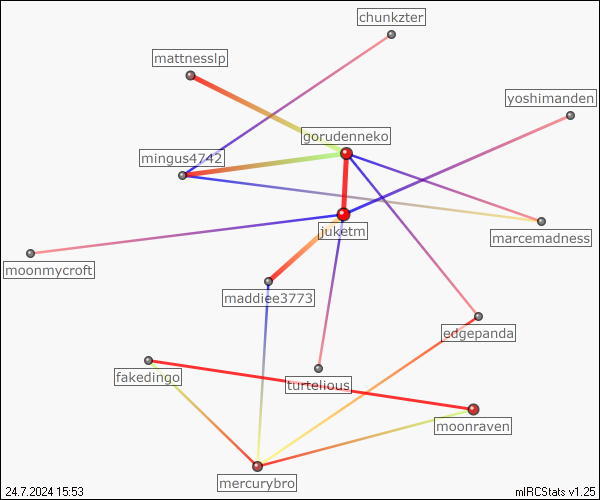 chunkzter
mattnesslp
yoshimanden
gorudenneko
mingus4742
juketm
marcemadness
moonmycroft
maddiee3773
edgepanda
fakedingo
turtelious
moonraven
mercurybro
24.7.2024 15:53
mIRCStats v1.25